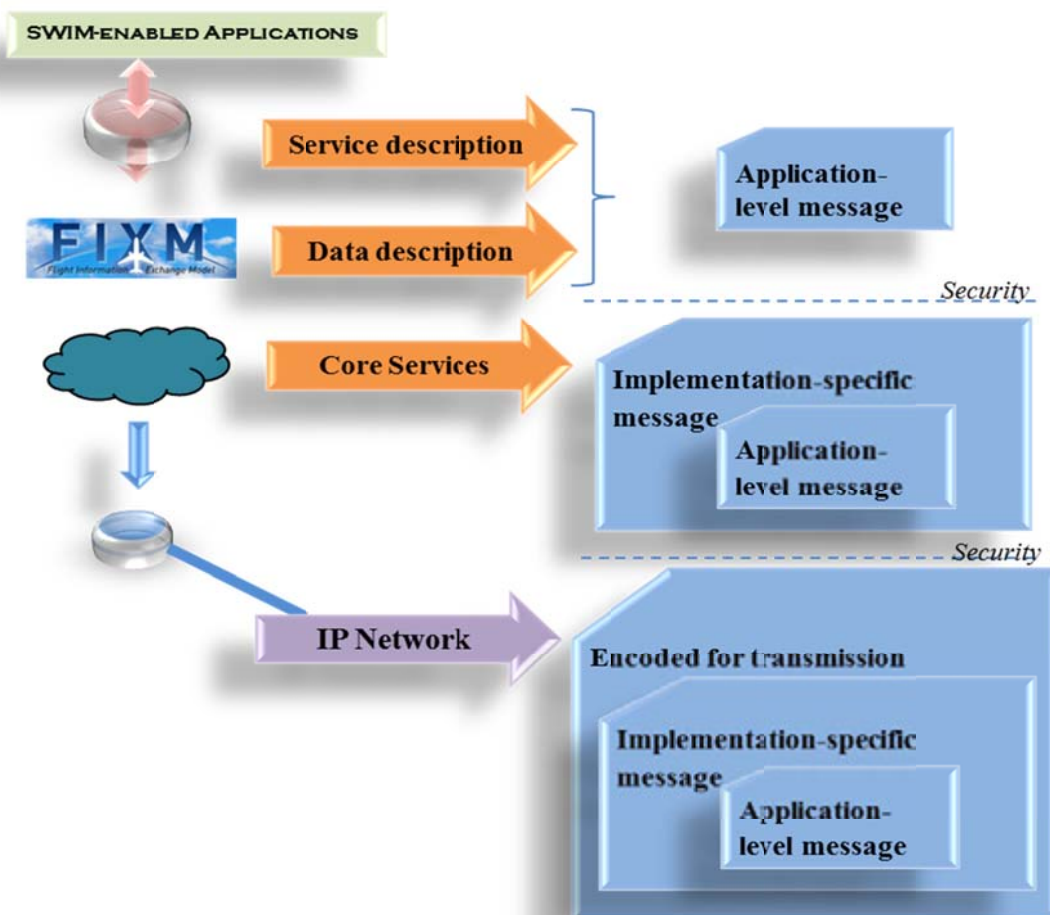 SWIM-ENABLED APPLICATIONS
Service description
Application-
level message
FIXM
Flight Information Exchange Model
Data description
Security
Core Services
Implementation-specific
message
Application-
level message
Security
IP Network
Encoded for transmission
Implementation-specific
message
Application-
level message